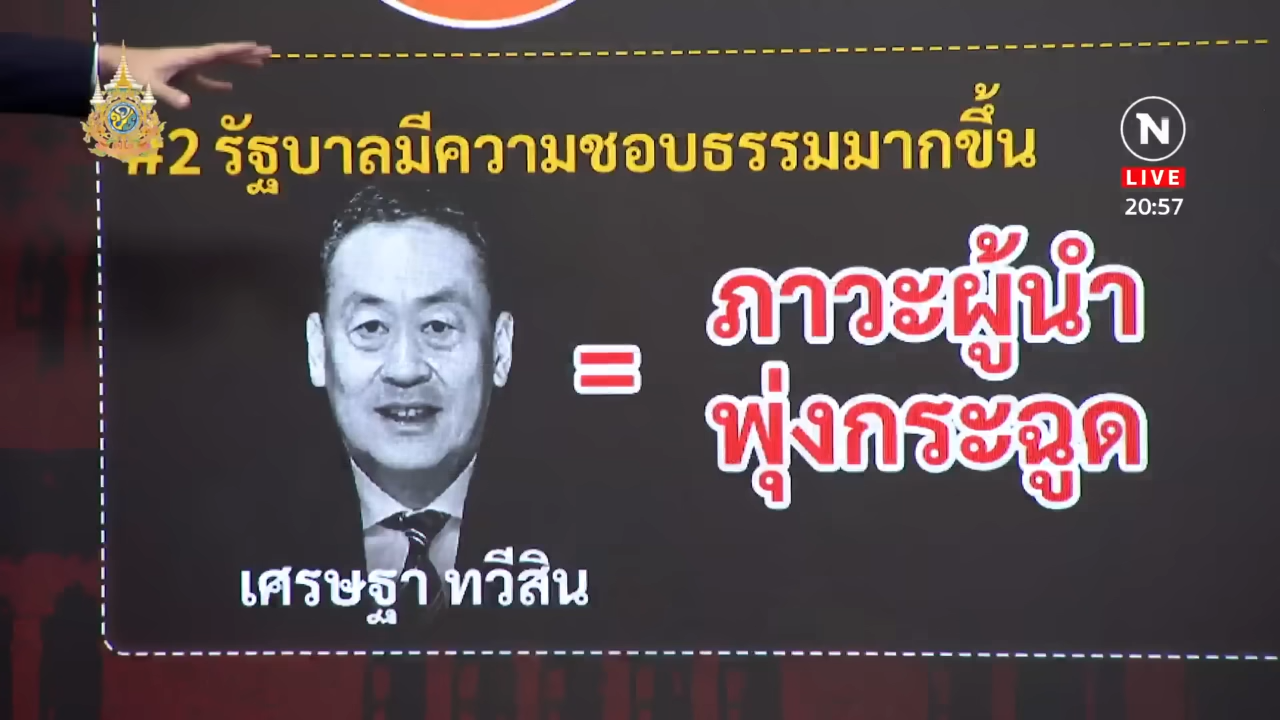 #2 รัฐบาลมีความชอบธรรมมากขึ้น
N
LIVE
20:57
ภาวะผู้นำ
=
พุ่งกระฉูด
เศรษฐา ทวีสิน